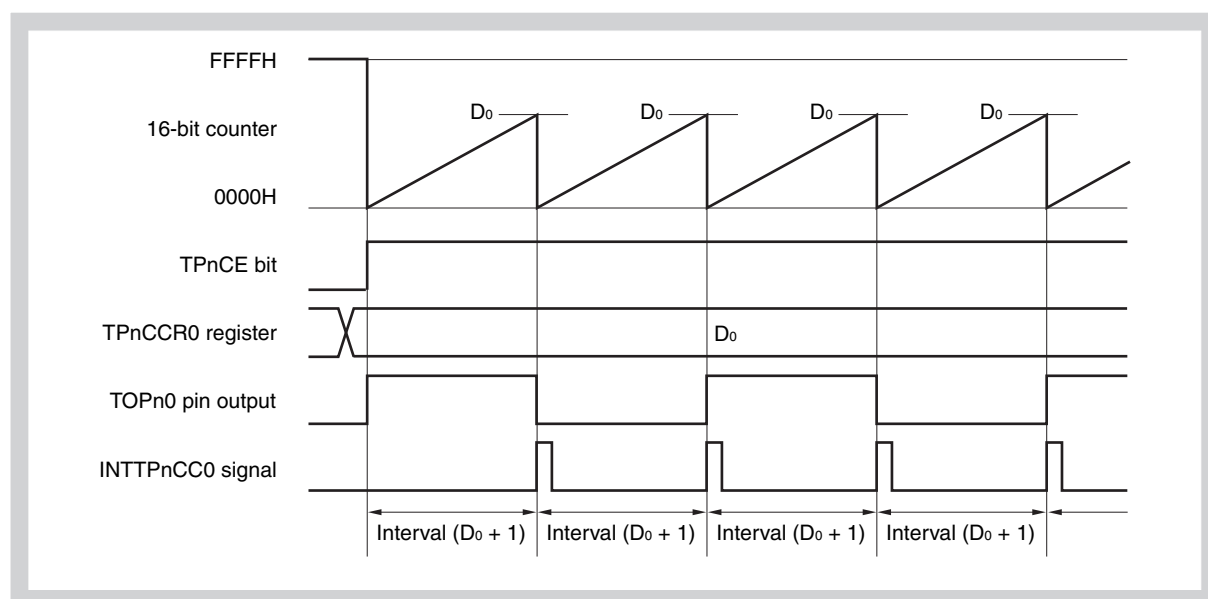 FFFFH
D₀ D₀ D₀ D₀
16-bit counter
0000H
TPnCE bit
TPnCCR0 register D₀
TOPn0 pin output
INTTPnCC0 signal
Interval (D₀ + 1) Interval (D₀ + 1) Interval (D₀ + 1) Interval (D₀ + 1)